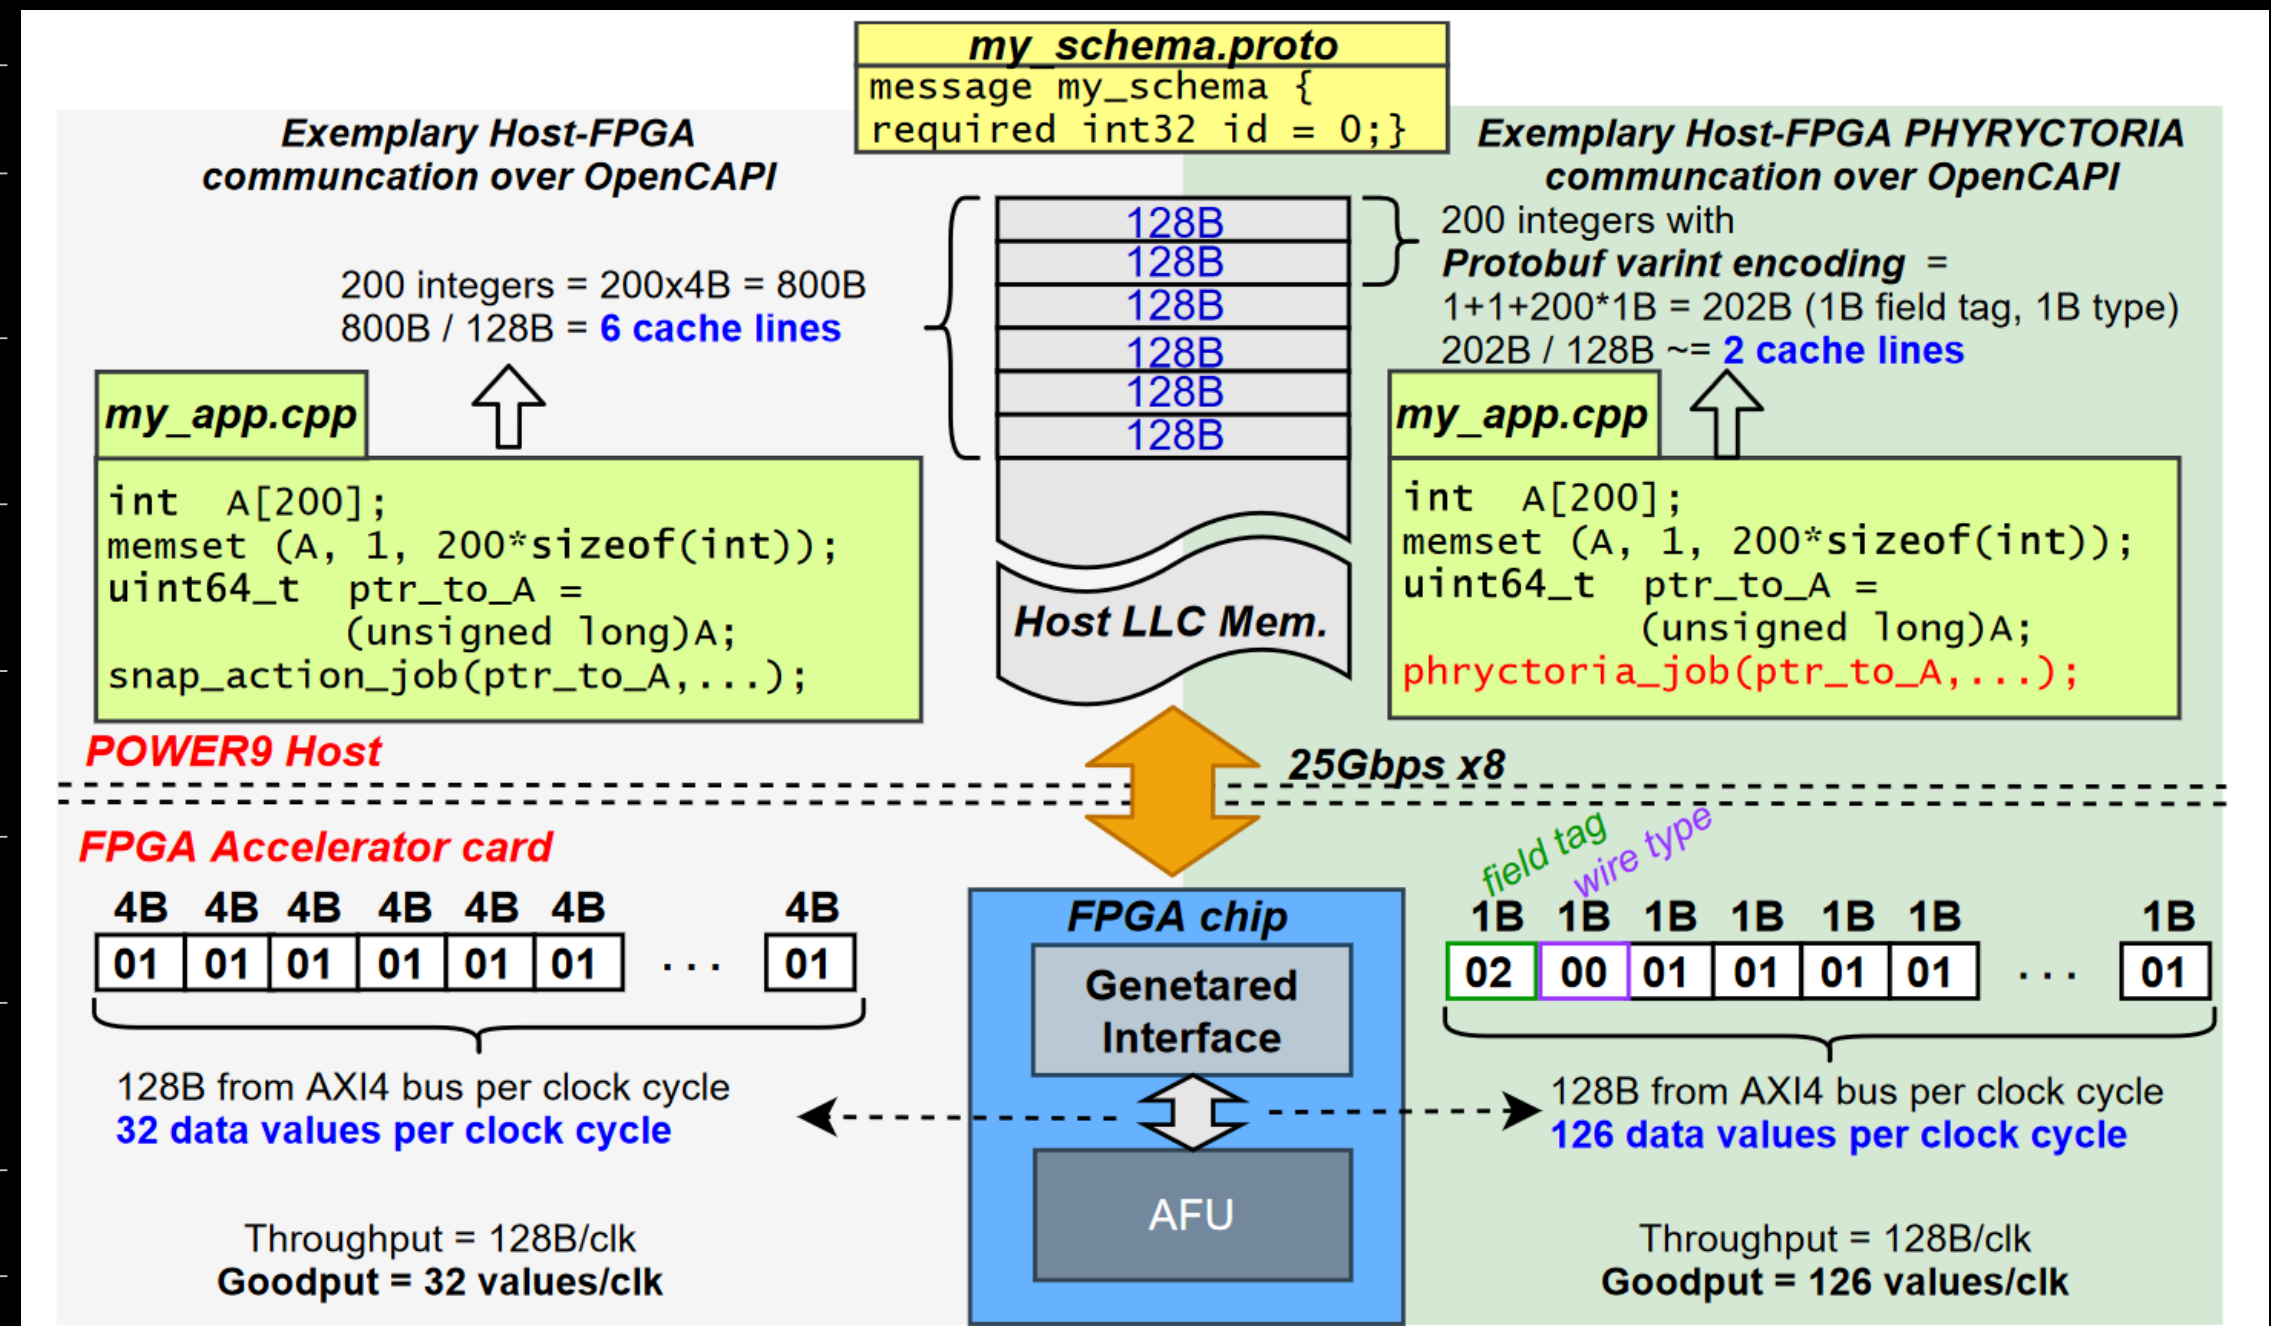 my_schema.proto
message my_schema {
required int32 id = 0;}
Exemplary Host-FPGA
communcation over OpenCAPI
200 integers = 200x4B = 800B
800B / 128B = 6 cache lines
my_app.cpp
int A[200];
memset (A, 1, 200*sizeof(int));
uint64_t ptr_to_A =
(unsigned long)A;
snap_action_job(ptr_to_A,...);
128B
128B
128B
128B
128B
128B
Host LLC Mem.
Exemplary Host-FPGA PHYRYCTORIA
communcation over OpenCAPI
200 integers with
Protobuf varint encoding =
1+1+200*1B = 202B (1B field tag, 1B type)
202B / 128B ~= 2 cache lines
my_app.cpp
int A[200];
memset (A, 1, 200*sizeof(int));
uint64_t ptr_to_A =
(unsigned long)A;
phryctoria_job(ptr_to_A,...);
POWER9 Host
25Gbps x8
FPGA Accelerator card
4B 4B 4B 4B 4B 4B 4B
01 01 01 01 01 01 ... 01
128B from AXI4 bus per clock cycle
32 data values per clock cycle
Throughput = 128B/clk
Goodput = 32 values/clk
FPGA chip
Genetared
Interface
AFU
field tag
wire type
1B 1B 1B 1B 1B 1B 1B
02 00 01 01 01 01 ... 01
128B from AXI4 bus per clock cycle
126 data values per clock cycle
Throughput = 128B/clk
Goodput = 126 values/clk